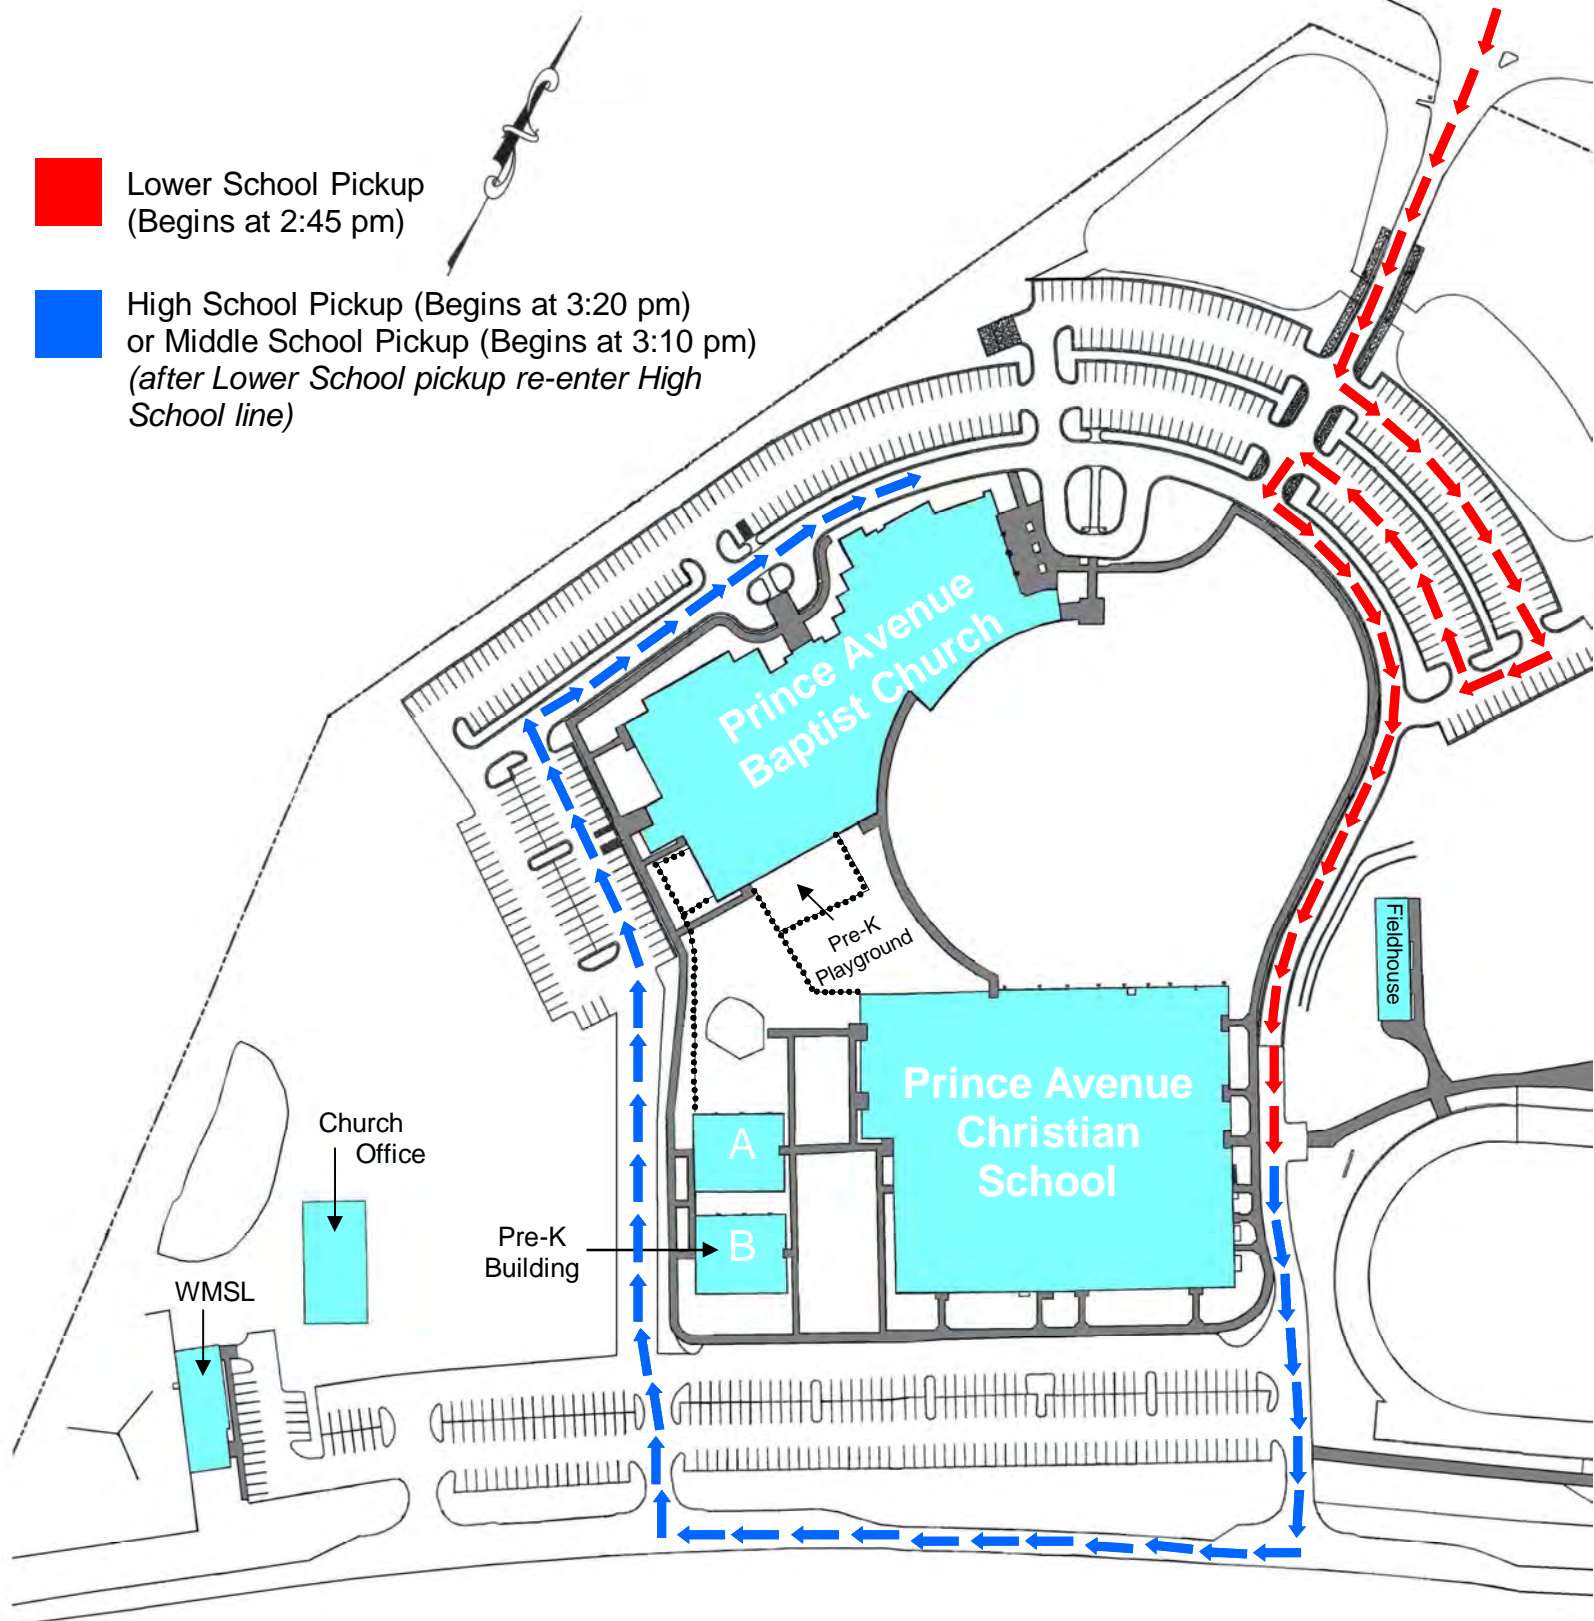 Lower School Pickup
(Begins at 2:45 pm)
High School Pickup (Begins at 3:20 pm)
or Middle School Pickup (Begins at 3:10 pm)
(after Lower School pickup re-enter High
School line)
Prince Avenue
Baptist Church
Pre-K
Playground
Fieldhouse
Prince Avenue
Christian
School
Church
Office
A
Pre-K
Building
B
WMSL